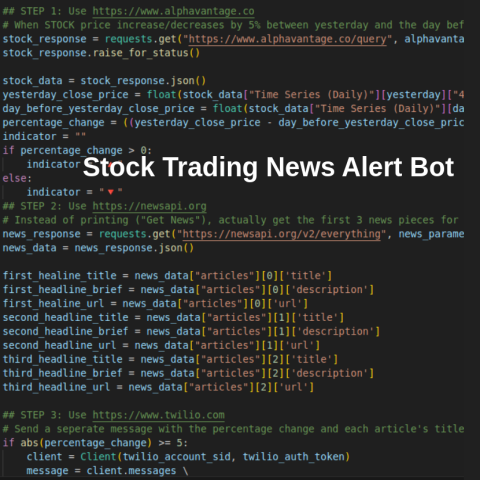 ## STEP 1: Use https://www.alphavantage.co
# When STOCK price increase/decreases by 5% between yesterday and the day bef
stock_response = requests.get("https://www.alphavantage.co/query", alphavanta
stock_response.raise_for_status()
stock_data = stock_response.json()
yesterday_close_price = float(stock_data["Time Series (Daily)"][yesterday]["4
day_before_yesterday_close_price = float(stock_data["Time Series (Daily)"][da
percentage_change = ((yesterday_close_price - day_before_yesterday_close_pric
indicator = ""
if percentage_change > 0:
indicator
Stock Trading News Alert Bot
else:
indicator = "🔻"
## STEP 2: Use https://newsapi.org
# Instead of printing ("Get News"), actually get the first 3 news pieces for
news_response = requests.get("https://newsapi.org/v2/everything", news_parame
news_data = news_response.json()
first_healine_title = news_data["articles"][0]['title']
first_headline_brief = news_data["articles"][0]['description']
first_healine_url = news_data["articles"][0]['url']
second_headline_title = news_data["articles"][1]['title']
second_headline_brief = news_data["articles"][1]['description']
second_headline_url = news_data["articles"][1]['url']
third_headline_title = news_data["articles"][2]['title']
third_headline_brief = news_data["articles"][2]['description']
third_headline_url = news_data["articles"][2]['url']
## STEP 3: Use https://www.twilio.com
# Send a seperate message with the percentage change and each article's title
if abs(percentage_change) >= 5:
client = Client(twilio_account_sid, twilio_auth_token)
message = client.messages \